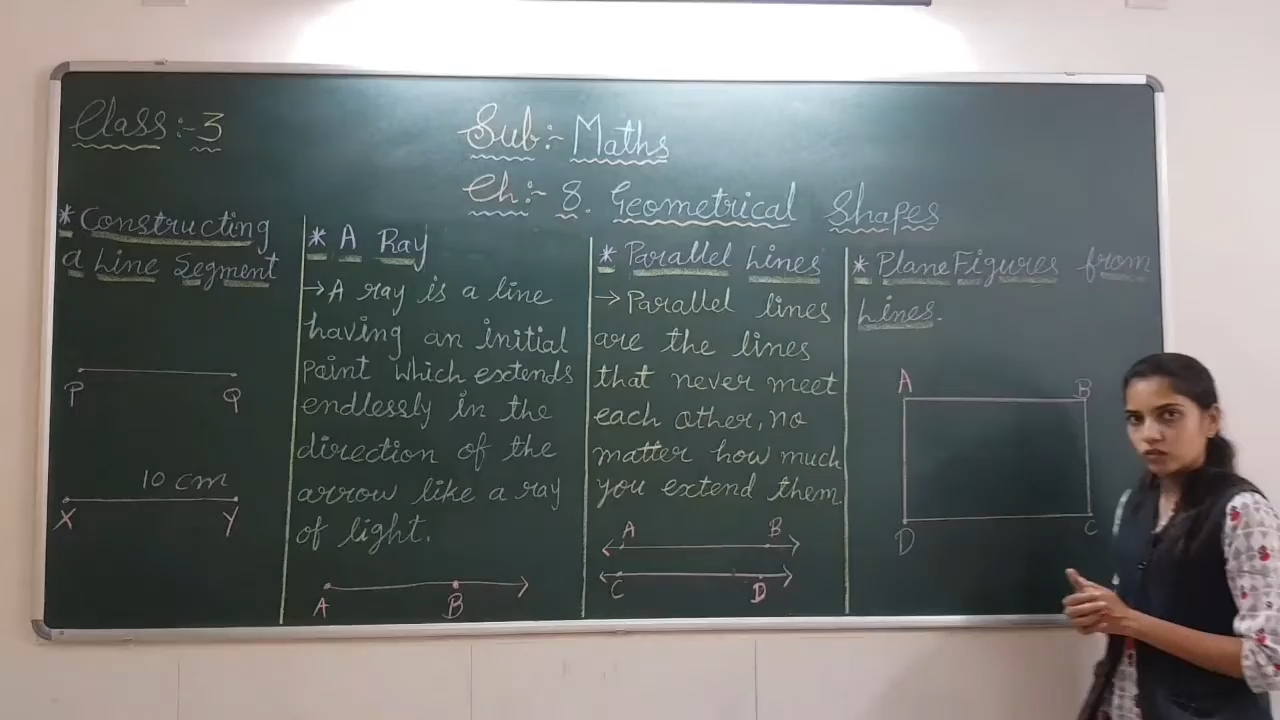 Class:- 3
Sub:- Maths
Ch:- 8. Geometrical Shapes
* Constructing
a Line Segment
P Q
10 cm
X Y
* A Ray
→ A ray is a line
having an initial
point which extends
endlessly in the
direction of the
arrow like a ray
of light.
A B
* Parallel Lines
→ Parallel lines
are the lines
that never meet
each other, no
matter how much
you extend them.
A B
C D
* Plane Figures from
Lines.
A B
D C